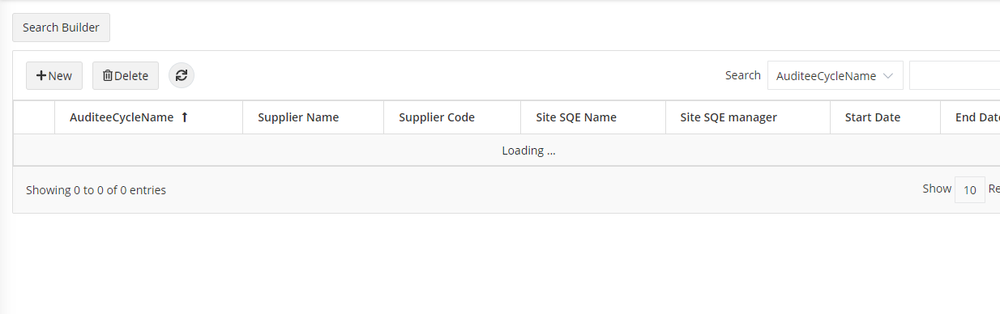 Search Builder
New Delete Search AuditeeCycleName
AuditeeCycleName Supplier Name Supplier Code Site SQE Name Site SQE manager Start Date End Date
Loading ...
Showing 0 to 0 of 0 entries Show 10 Re